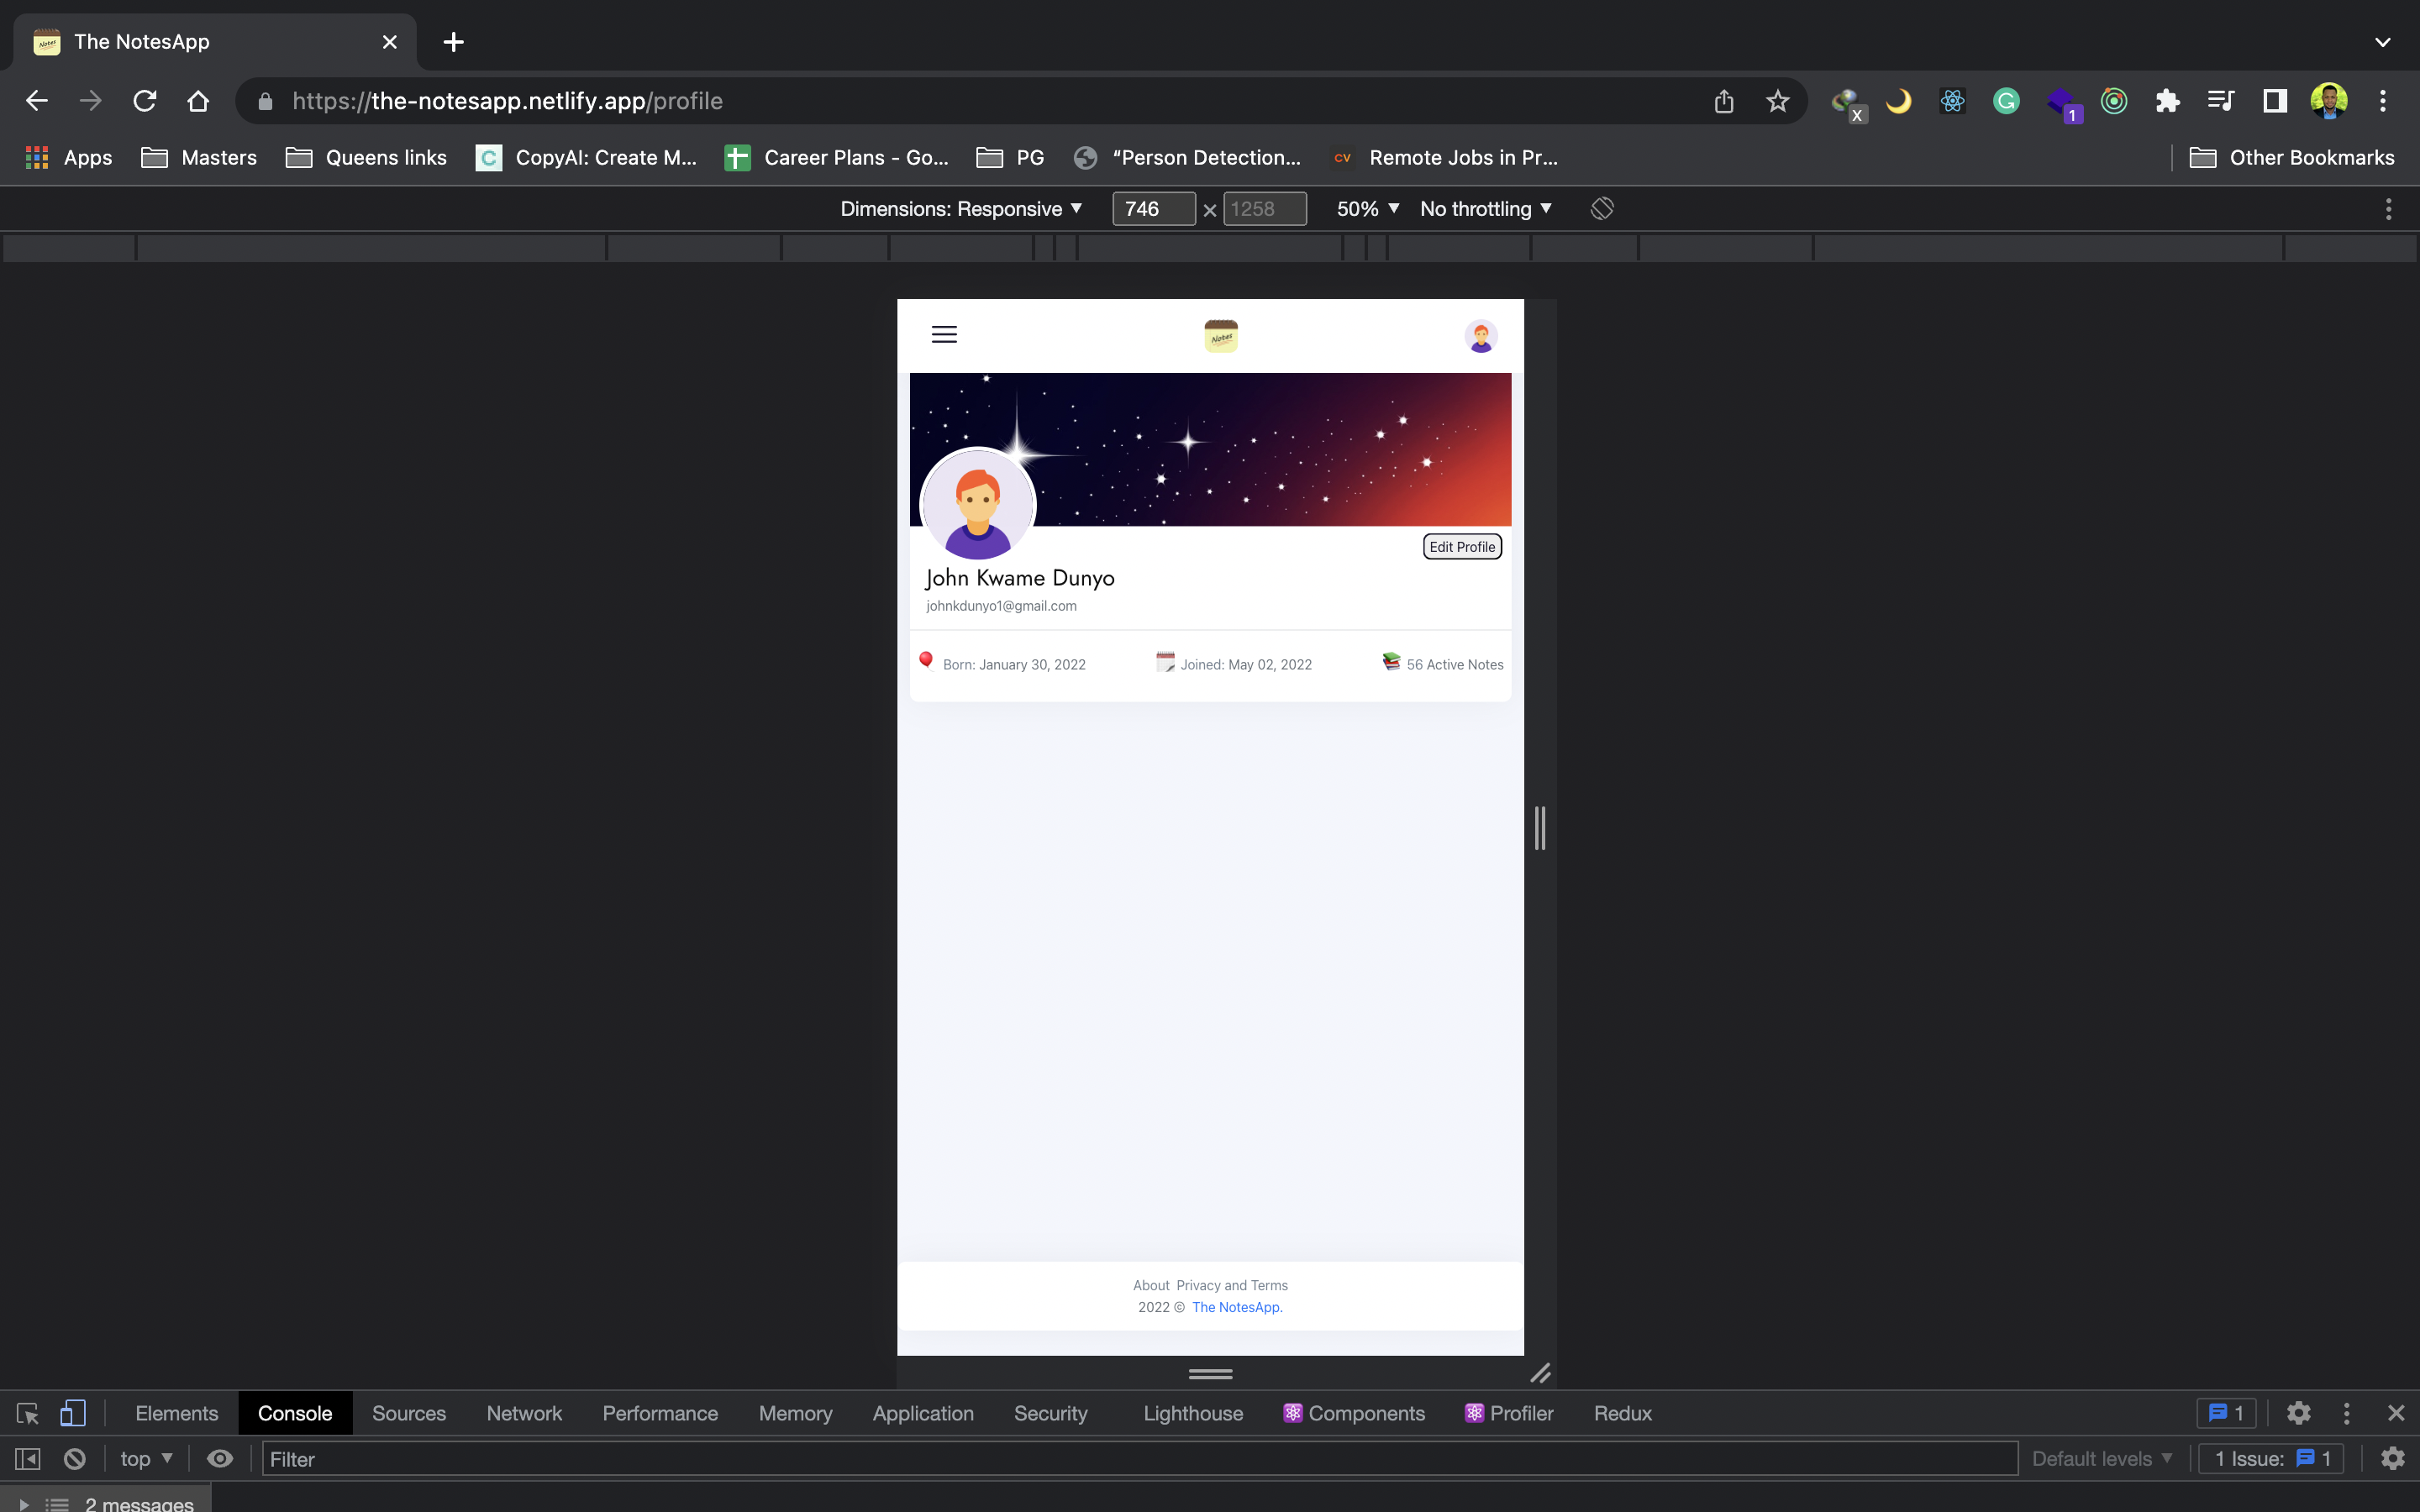 The NotesApp
https://the-notesapp.netlify.app/profile
X
1
Apps
Masters
Queens links
C
CopyAI: Create M...
Career Plans - Go...
PG
“Person Detection...
CV
Remote Jobs in Pr...
Other Bookmarks
Dimensions: Responsive
746
×
1258
50%
No throttling
Notes
Edit Profile
John Kwame Dunyo
johnkdunyo1@gmail.com
Born: January 30, 2022
Joined: May 02, 2022
56 Active Notes
About Privacy and Terms
2022 © The NotesApp.
Elements
Console
Sources
Network
Performance
Memory
Application
Security
Lighthouse
Components
Profiler
Redux
1
top
Filter
Default levels
1 Issue:
1
2 messages